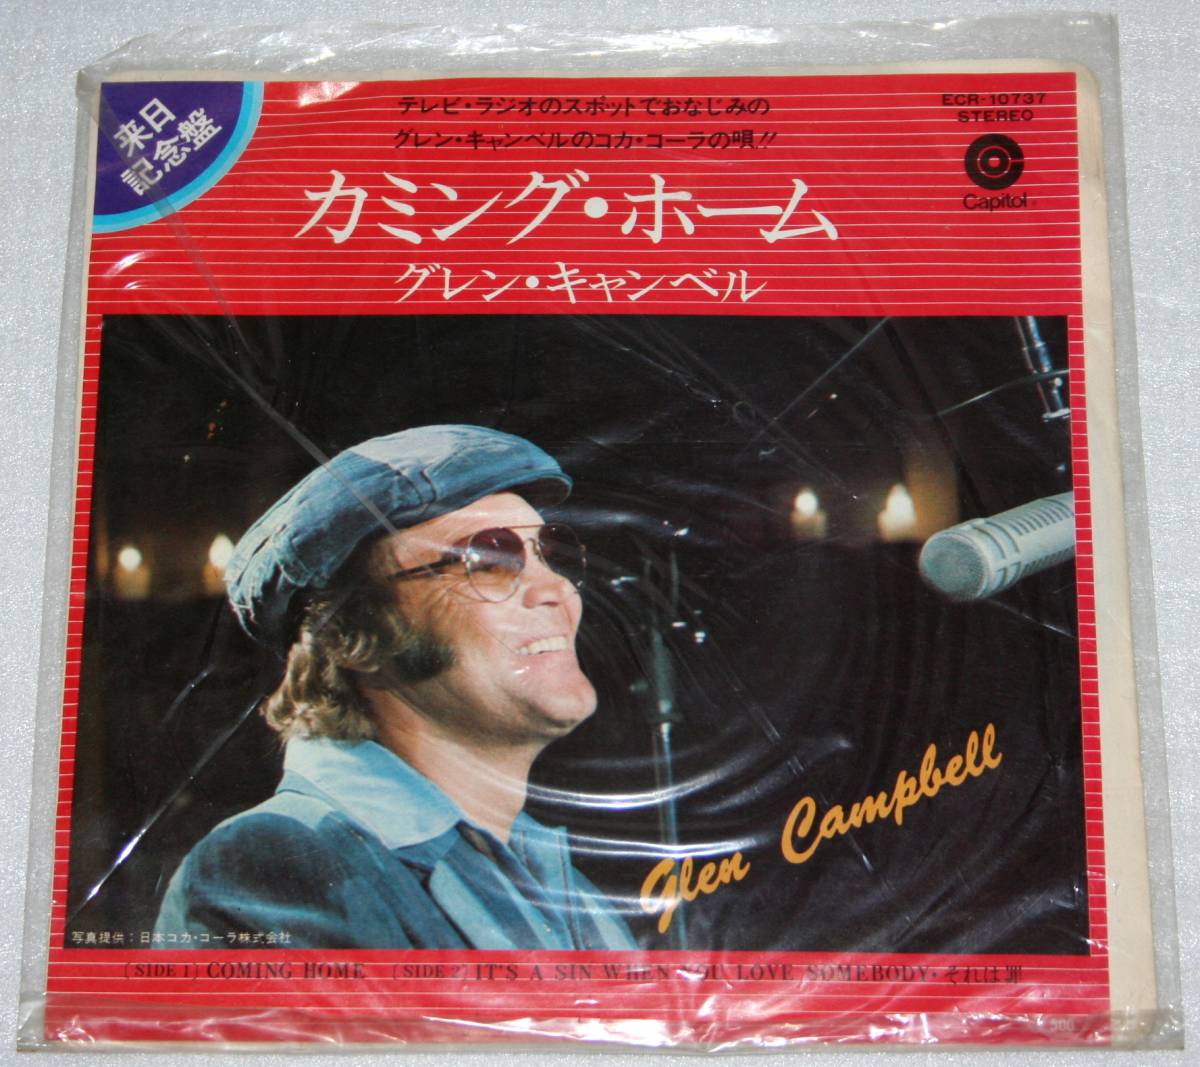 来日
記念盤
テレビ・ラジオのスポットでおなじみの
グレン・キャンベルのコカ・コーラの唄!!
ECR-10737
STEREO
Capitol
カミング・ホーム
グレン・キャンベル
Glen Campbell
写真提供：日本コカ・コーラ株式会社
(SIDE 1) COMING HOME (SIDE 2) IT'S A SIN WHEN YOU LOVE SOMEBODY・それは罪
500